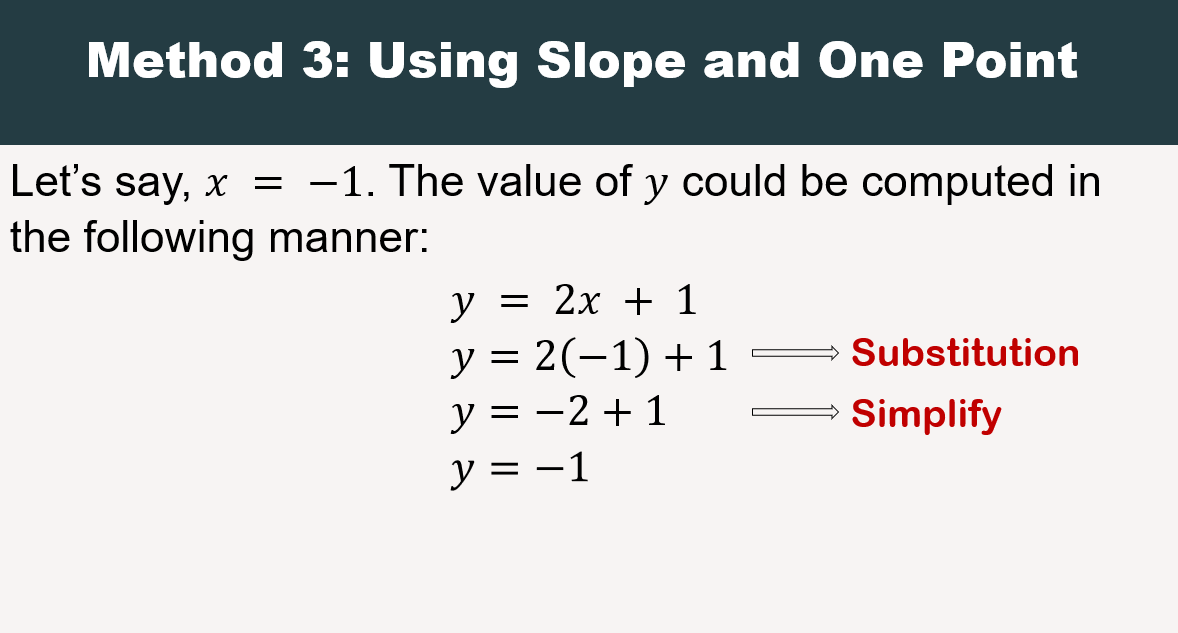 Method 3: Using Slope and One Point
Let’s say, x = −1. The value of y could be computed in
the following manner:
y = 2x + 1
y = 2(−1) + 1 ⟹ Substitution
y = −2 + 1 ⟹ Simplify
y = −1